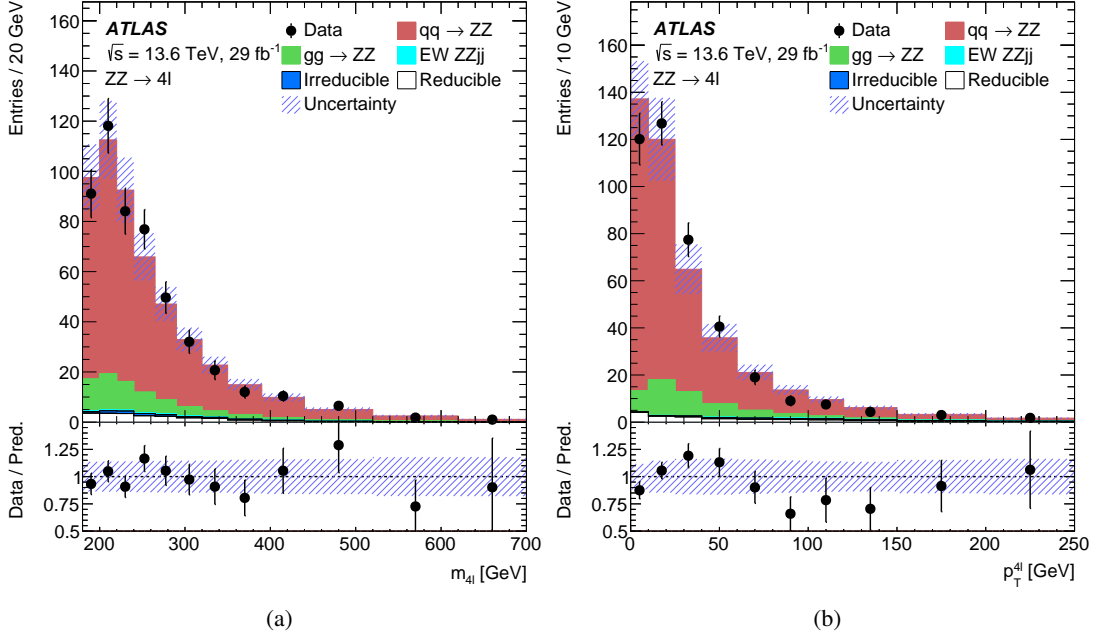 ATLAS
√s = 13.6 TeV, 29 fb⁻¹
ZZ → 4l
Data
qq → ZZ
gg → ZZ
EW ZZjj
Irreducible
Reducible
Uncertainty
Entries / 20 GeV
160
140
120
100
80
60
40
20
0
Data / Pred.
1.25
1
0.75
0.5
200 300 400 500 600 700
m4l [GeV]
(a)
ATLAS
√s = 13.6 TeV, 29 fb⁻¹
ZZ → 4l
Data
qq → ZZ
gg → ZZ
EW ZZjj
Irreducible
Reducible
Uncertainty
Entries / 10 GeV
160
140
120
100
80
60
40
20
0
Data / Pred.
1.25
1
0.75
0.5
0 50 100 150 200 250
pT4l [GeV]
(b)